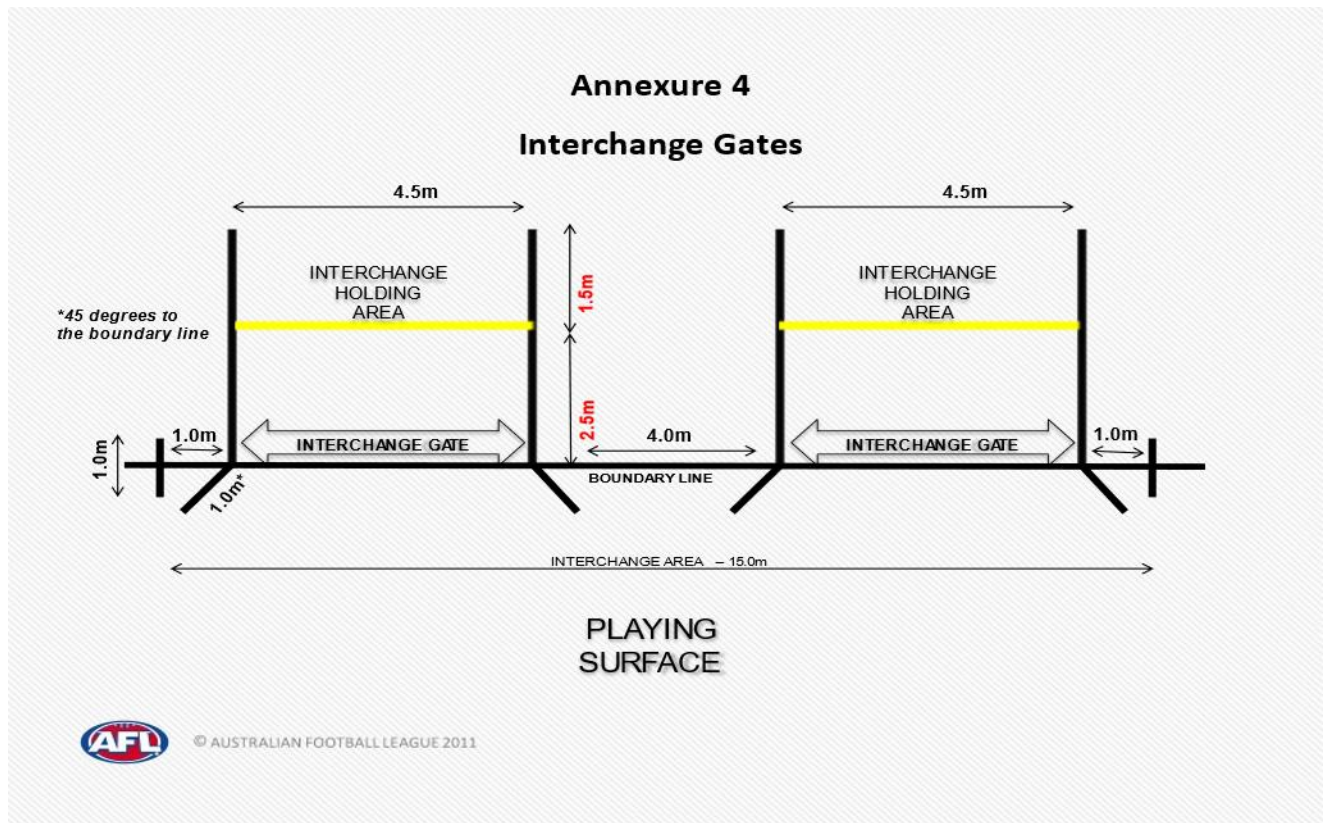 Annexure 4
Interchange Gates
4.5m
4.5m
INTERCHANGE
HOLDING
AREA
1.5m
INTERCHANGE
HOLDING
AREA
*45 degrees to
the boundary line
2.5m
1.0m
1.0m
INTERCHANGE GATE
4.0m
INTERCHANGE GATE
1.0m
1.0m*
BOUNDARY LINE
INTERCHANGE AREA – 15.0m
PLAYING
SURFACE
AFL
© AUSTRALIAN FOOTBALL LEAGUE 2011